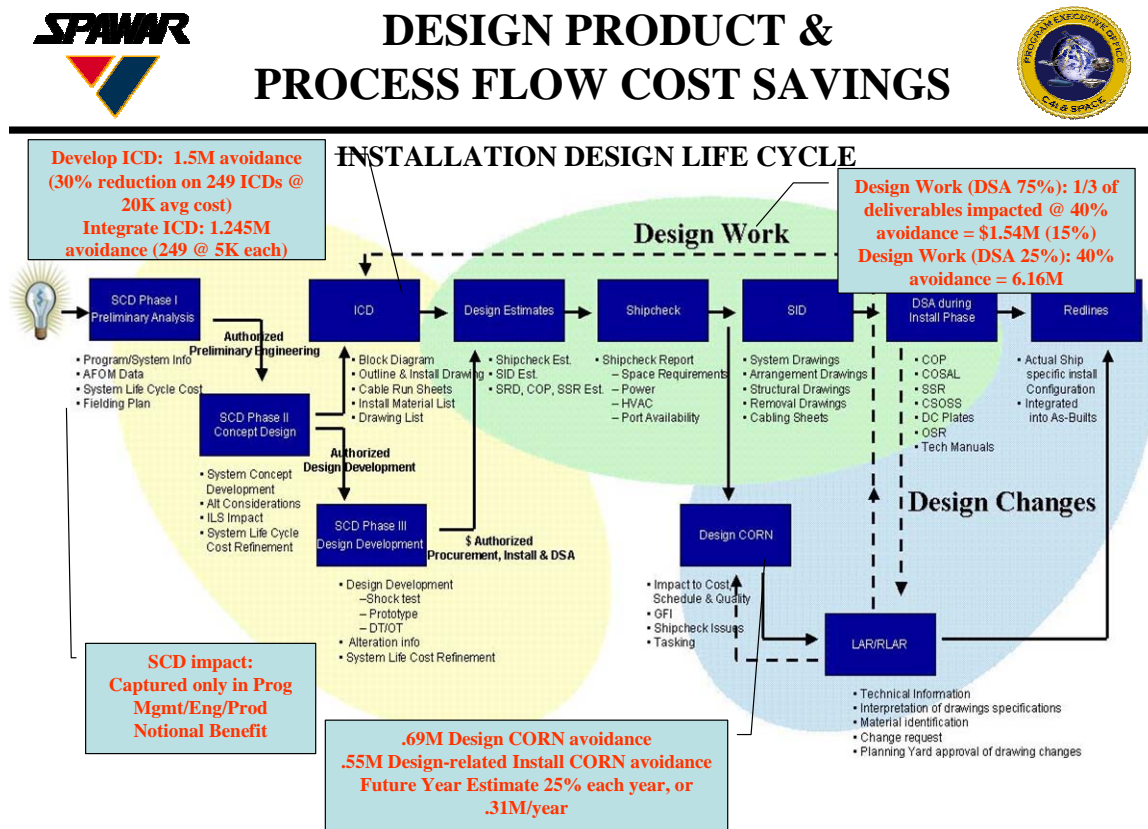 SPAWAR
DESIGN PRODUCT &
PROCESS FLOW COST SAVINGS
PROGRAM EXECUTIVE OFFICE
C4I & SPACE
INSTALLATION DESIGN LIFE CYCLE
Develop ICD: 1.5M avoidance
(30% reduction on 249 ICDs @
20K avg cost)
Integrate ICD: 1.245M
avoidance (249 @ 5K each)
Design Work (DSA 75%): 1/3 of
deliverables impacted @ 40%
avoidance = $1.54M (15%)
Design Work (DSA 25%): 40%
avoidance = 6.16M
Design Work
SCD Phase I
Preliminary Analysis
ICD
Design Estimates
Shipcheck
SID
DSA during
Install Phase
Redlines
Authorized
Preliminary Engineering
▪ Program/System Info
▪ AFOM Data
▪ System Life Cycle Cost
▪ Fielding Plan
▪ Block Diagram
▪ Outline & Install Drawing
▪ Cable Run Sheets
▪ Install Material List
▪ Drawing List
▪ Shipcheck Est.
▪ SID Est.
▪ SRD, COP, SSR Est.
▪ Shipcheck Report
– Space Requirements
– Power
– HVAC
– Port Availability
▪ System Drawings
▪ Arrangement Drawings
▪ Structural Drawings
▪ Removal Drawings
▪ Cabling Sheets
▪ COP
▪ COSAL
▪ SSR
▪ CSOSS
▪ DC Plates
▪ OSR
▪ Tech Manuals
▪ Actual Ship
specific install
Configuration
▪ Integrated
into As-Builts
SCD Phase II
Concept Design
Authorized
Design Development
▪ System Concept
Development
▪ Alt Considerations
▪ ILS Impact
▪ System Life Cycle
Cost Refinement
SCD Phase III
Design Development
$ Authorized
Procurement, Install & DSA
▪ Design Development
–Shock test
– Prototype
– DT/OT
▪ Alteration info
▪ System Life Cost Refinement
Design Changes
Design CORN
▪ Impact to Cost,
Schedule & Quality
▪ GFI
▪ Shipcheck Issues
▪ Tasking
LAR/RLAR
▪ Technical Information
▪ Interpretation of drawings specifications
▪ Material identification
▪ Change request
▪ Planning Yard approval of drawing changes
SCD impact:
Captured only in Prog
Mgmt/Eng/Prod
Notional Benefit
.69M Design CORN avoidance
.55M Design-related Install CORN avoidance
Future Year Estimate 25% each year, or
.31M/year